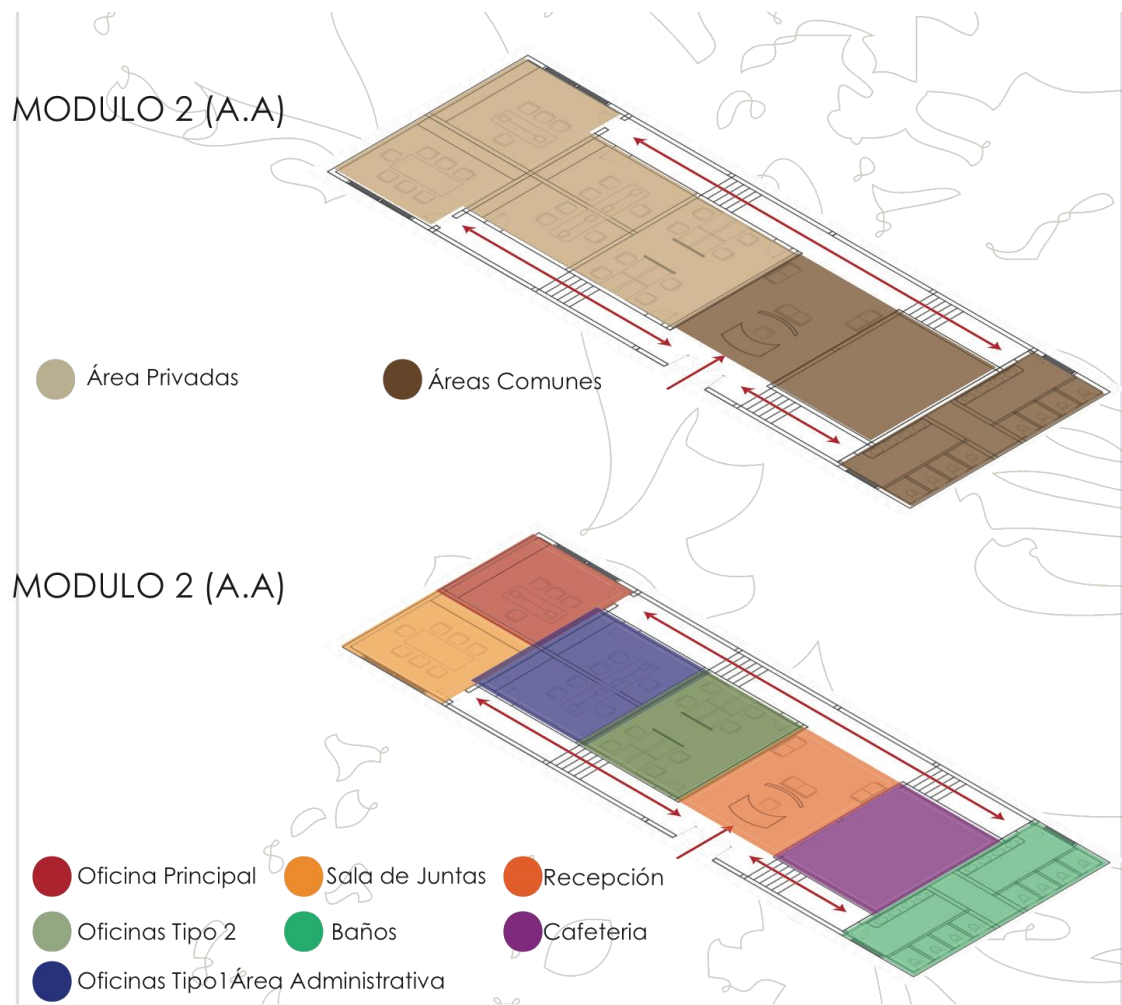 MODULO 2 (A.A)
Área Privadas
Áreas Comunes
MODULO 2 (A.A)
Oficina Principal
Sala de Juntas
Recepción
Oficinas Tipo 2
Baños
Cafeteria
Oficinas Tipo1Área Administrativa